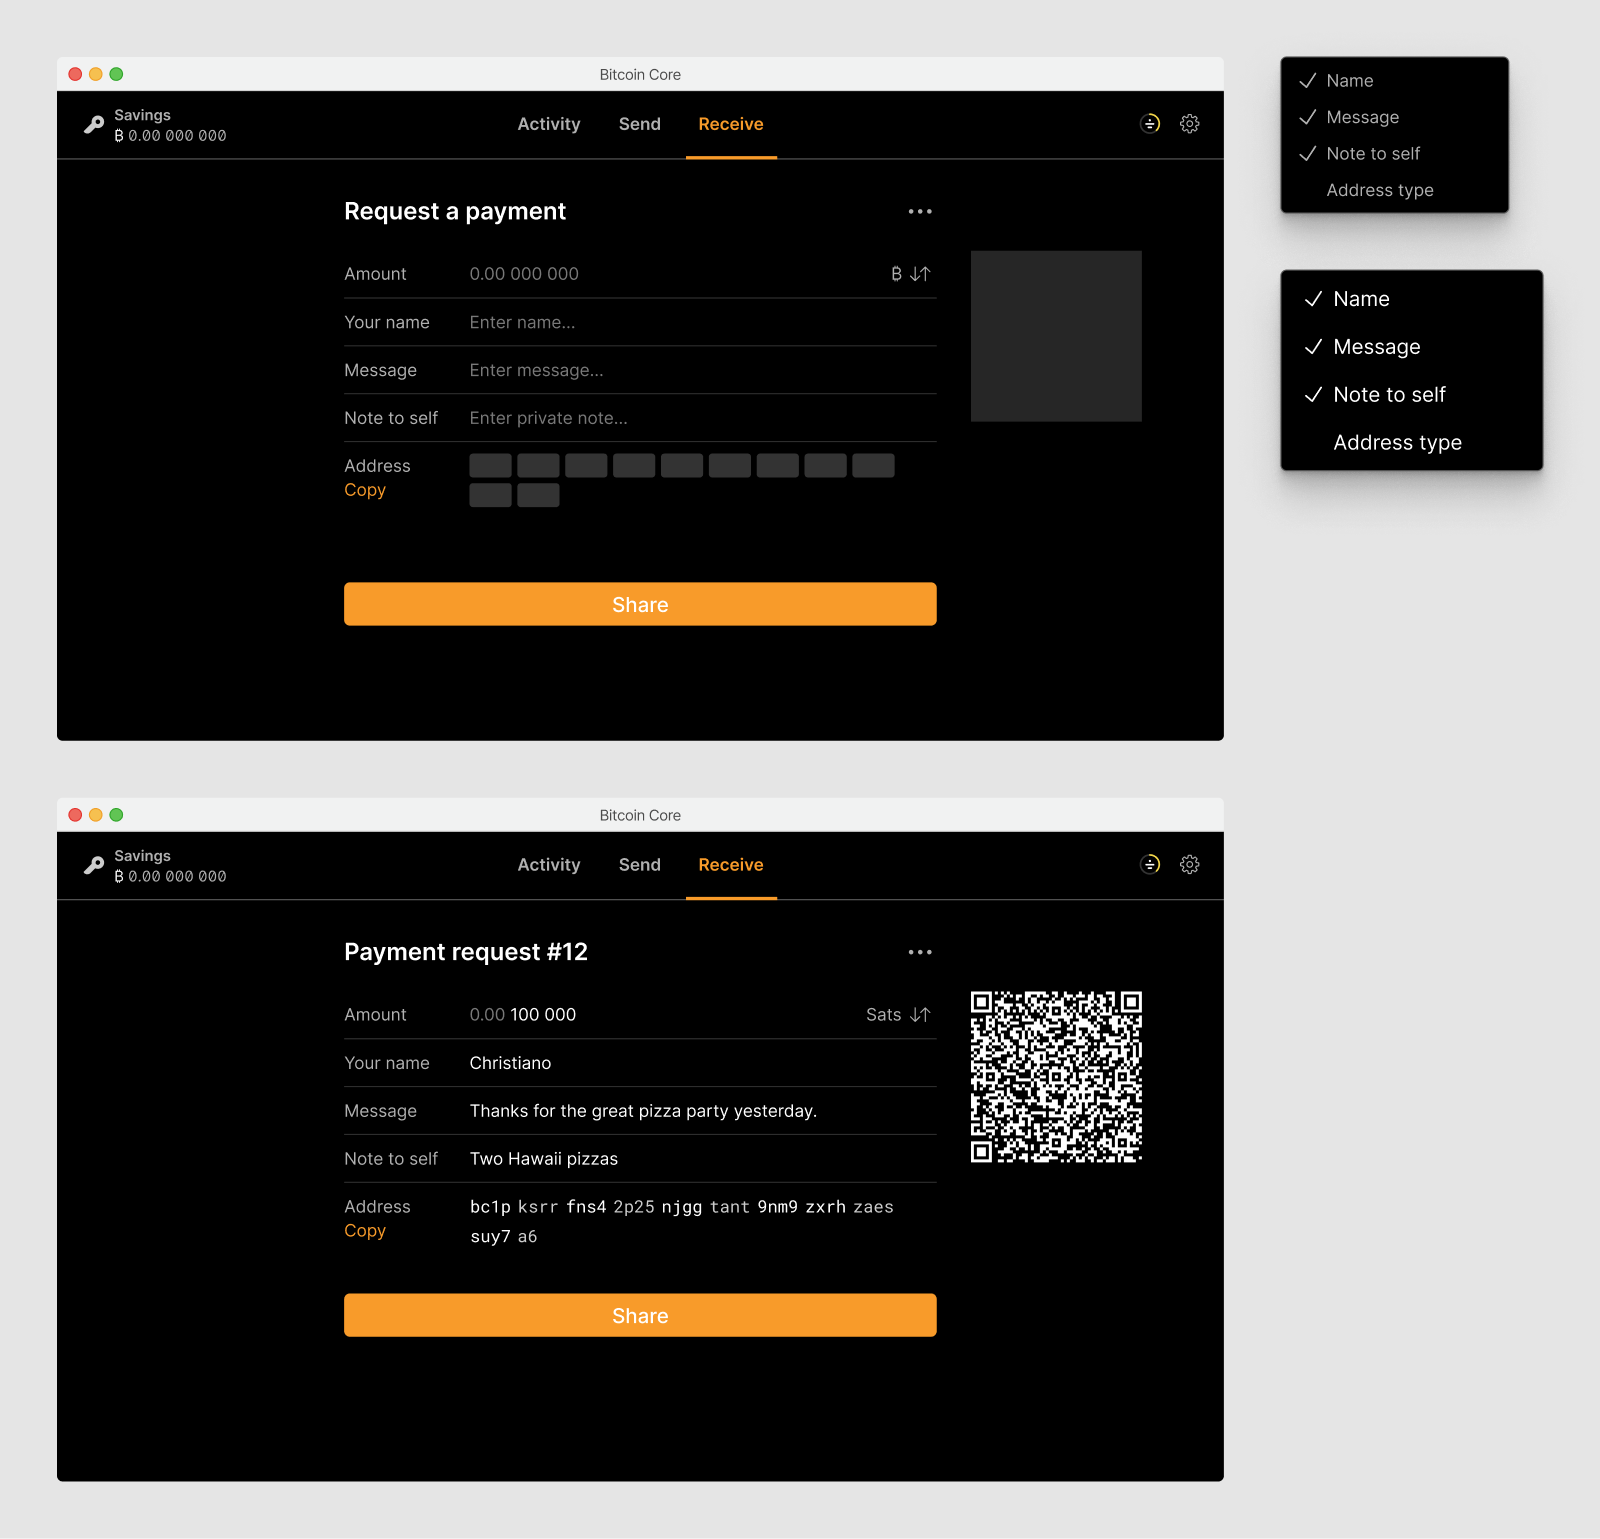 Bitcoin Core
Savings
₿ 0.00 000 000
Activity Send Receive
Request a payment
Amount 0.00 000 000 ₿
Your name Enter name...
Message Enter message...
Note to self Enter private note...
Address
Copy
Share
Name
Message
Note to self
Address type
Name
Message
Note to self
Address type
Bitcoin Core
Savings
₿ 0.00 000 000
Activity Send Receive
Payment request #12
Amount 0.00 100 000 Sats
Your name Christiano
Message Thanks for the great pizza party yesterday.
Note to self Two Hawaii pizzas
Address bc1p ksrr fns4 2p25 njgg tant 9nm9 zxrh zaes
Copy suy7 a6
Share